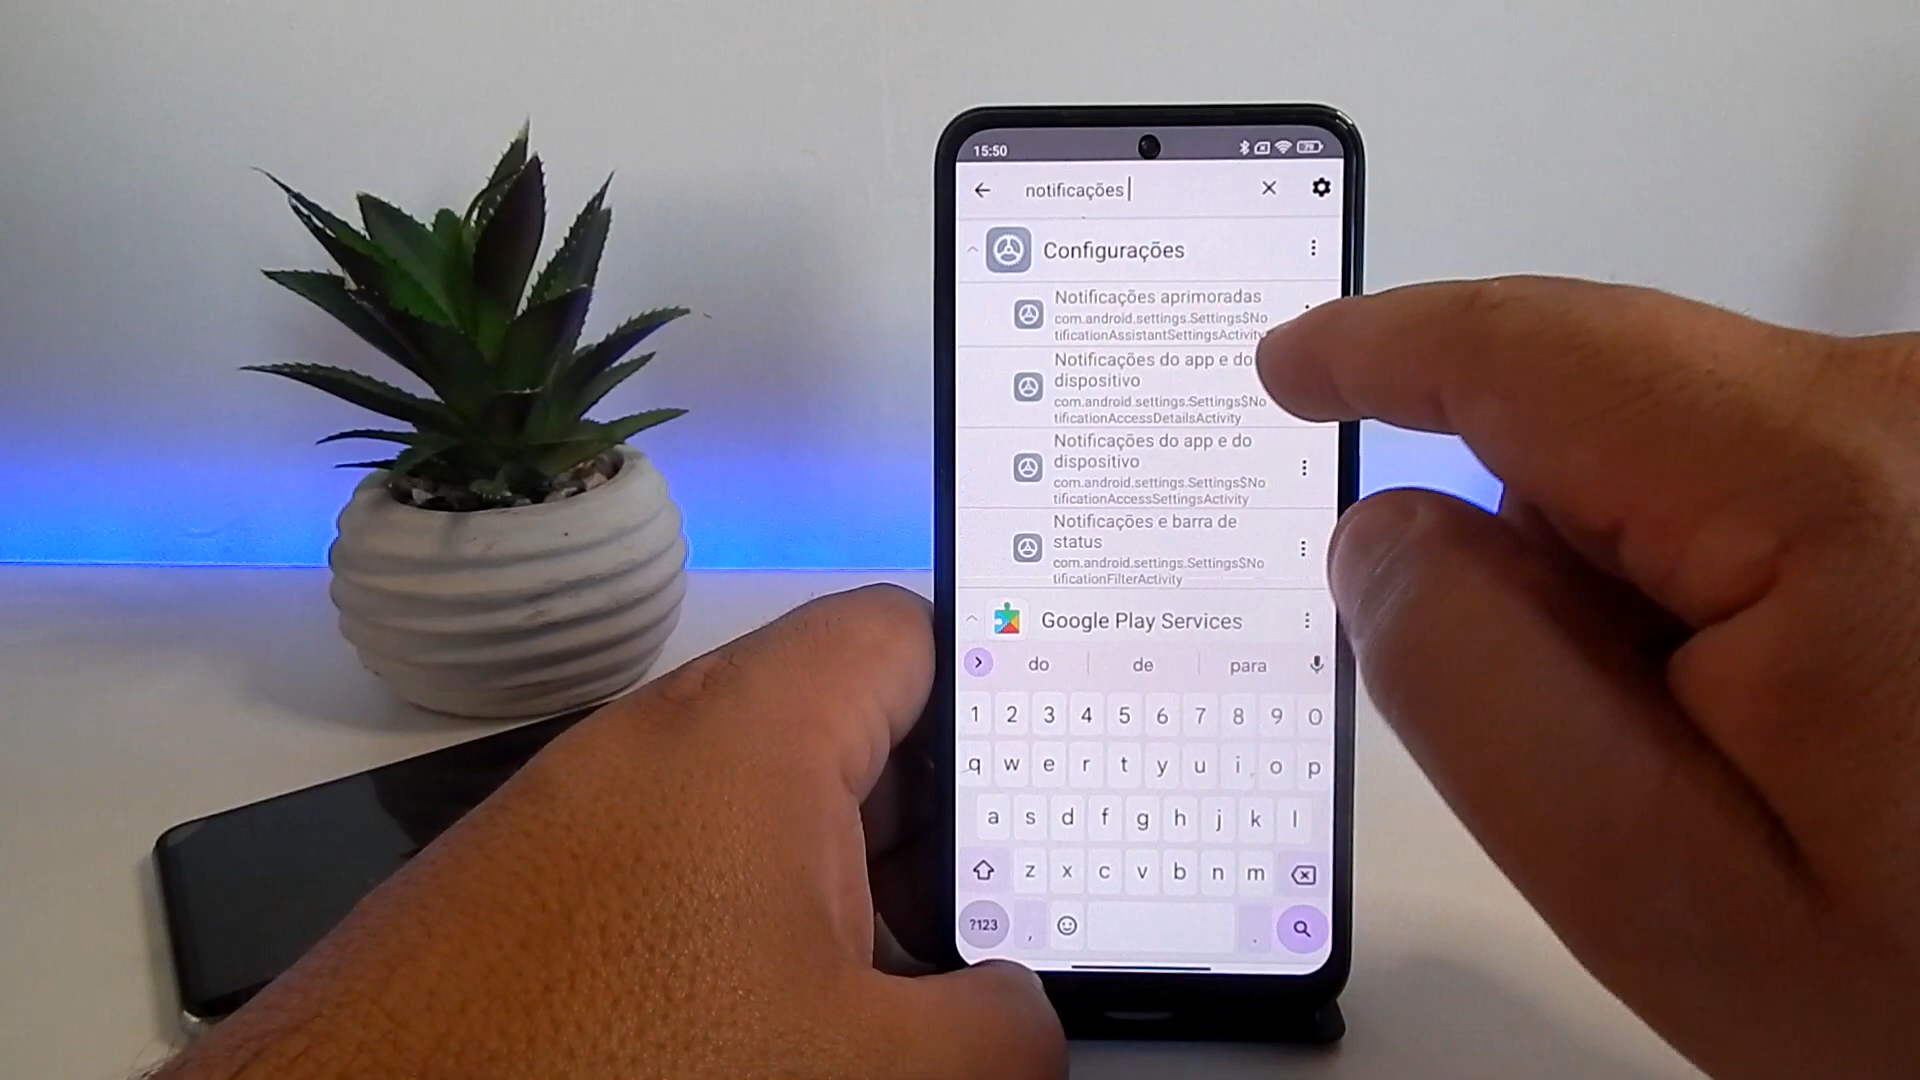 15:50
79
notificações
Configurações
Notificações aprimoradas
com.android.settings.Settings$No
tificationAssistantSettingsActivity
Notificações do app e do
dispositivo
com.android.settings.Settings$No
tificationAccessDetailsActivity
Notificações do app e do
dispositivo
com.android.settings.Settings$No
tificationAccessSettingsActivity
Notificações e barra de
status
com.android.settings.Settings$No
tificationFilterActivity
Google Play Services
do de para
1 2 3 4 5 6 7 8 9 0
q w e r t y u i o p
a s d f g h j k l
z x c v b n m
?123 , .